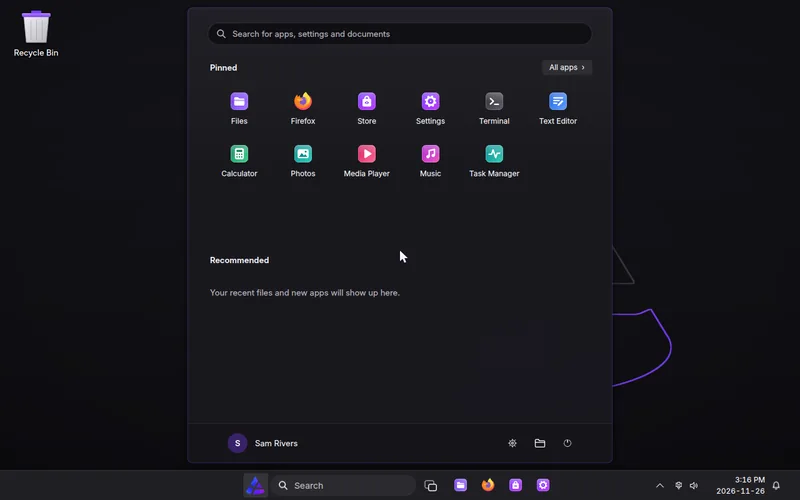 Recycle Bin
Search for apps, settings and documents
Pinned
All apps ›
Files
Firefox
Store
Settings
Terminal
Text Editor
Calculator
Photos
Media Player
Music
Task Manager
Recommended
Your recent files and new apps will show up here.
S
Sam Rivers
Search
3:16 PM
2026-11-26